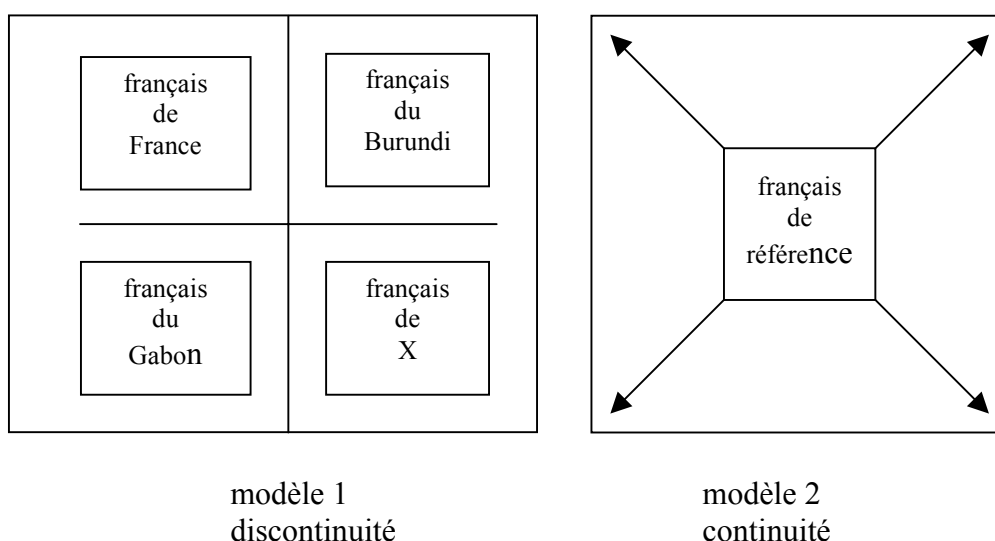 français
de
France
français
du
Burundi
français
du
Gabon
français
de
X
français
de
référence
modèle 1
discontinuité
modèle 2
continuité